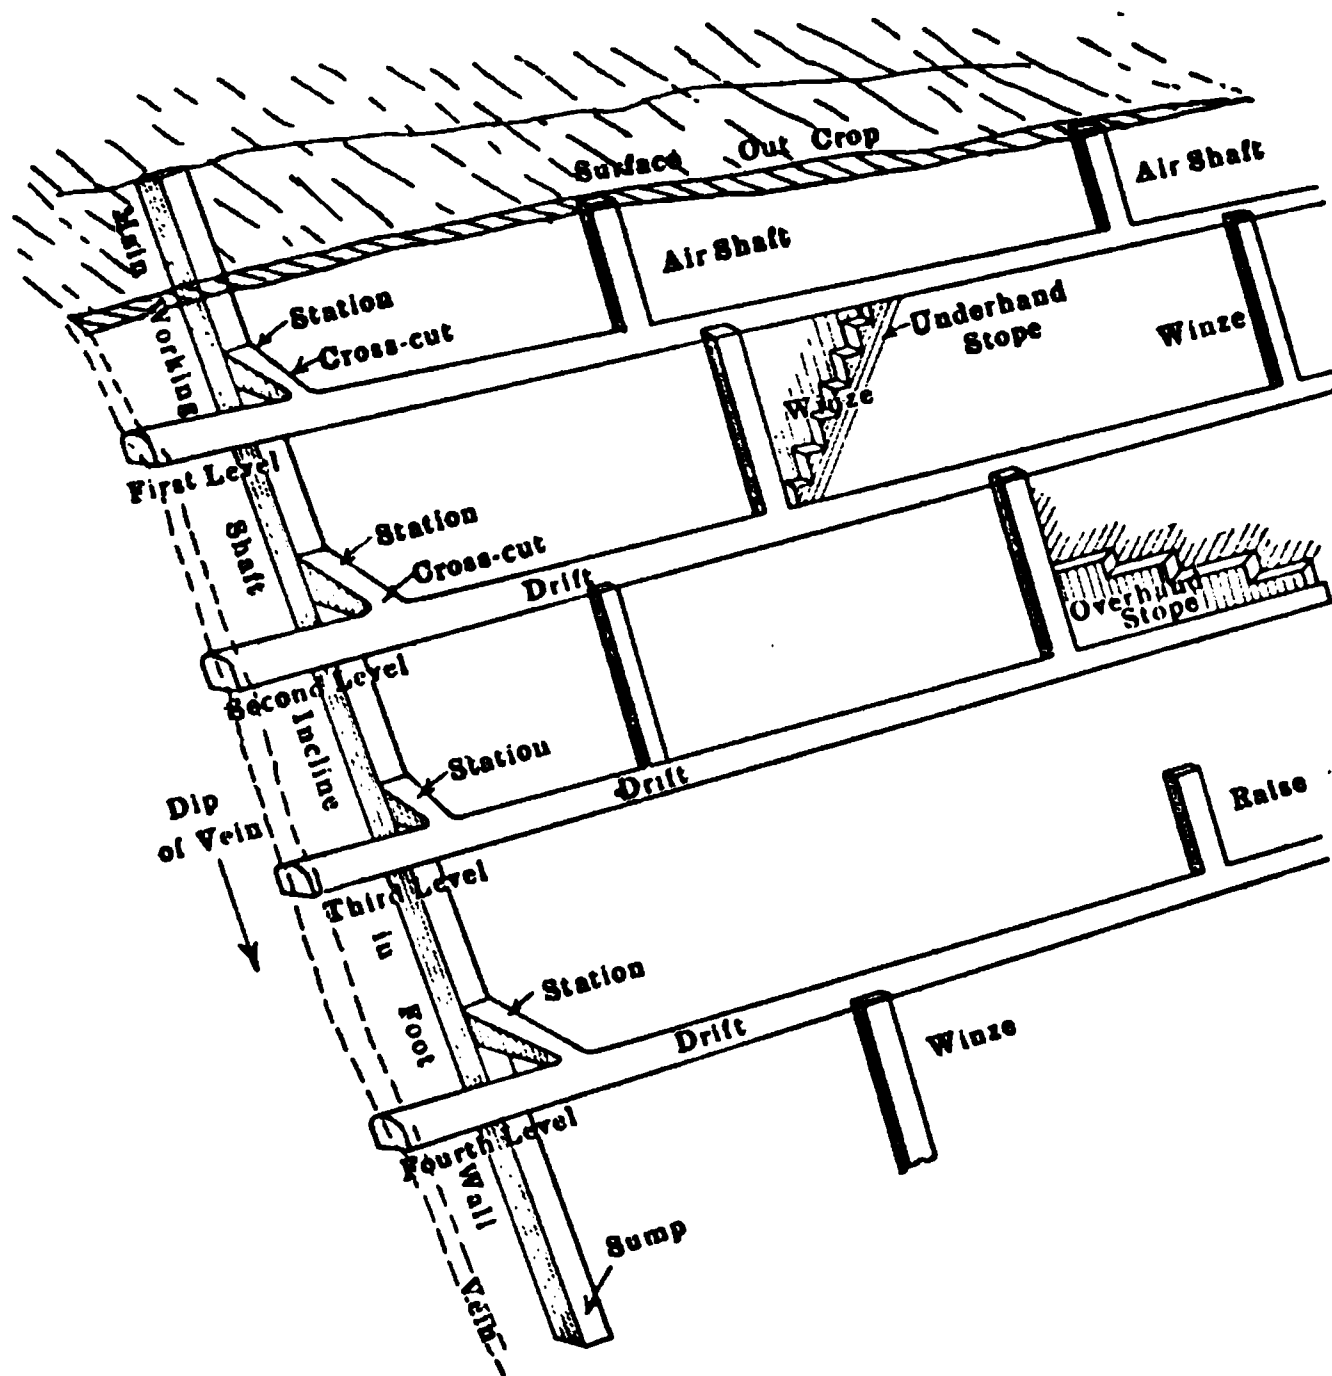 Surface Out Crop
Air Shaft
Air Shaft
Main Working Shaft Incline in Foot Wall
Station
Cross-cut
Underhand
Stope
Winze
Winze
First Level
Station
Cross-cut
Drift
Overhand
Stope
Second Level
Station
Drift
Dip
of Vein
Raise
Third Level
Station
Drift
Winze
Fourth Level
Sump
Vein